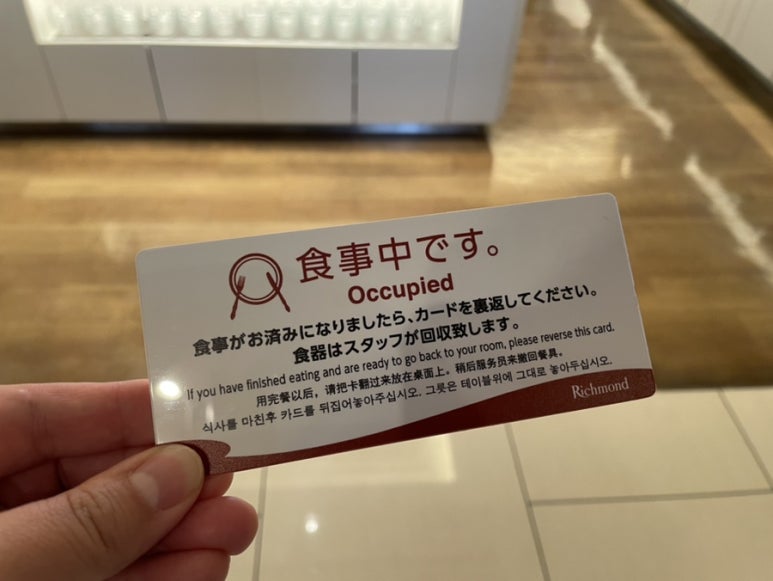 食事中です。
Occupied
食事がお済みになりましたら、カードを裏返してください。
食器はスタッフが回収致します。
If you have finished eating and are ready to go back to your room, please reverse this card.
用完餐以后，请把卡翻过来放在桌面上。稍后服务员来撤回餐具。
식사를 마친후 카드를 뒤집어놓아주십시오. 그릇은 테이블위에 그대로 놓아두십시오.
Richmond